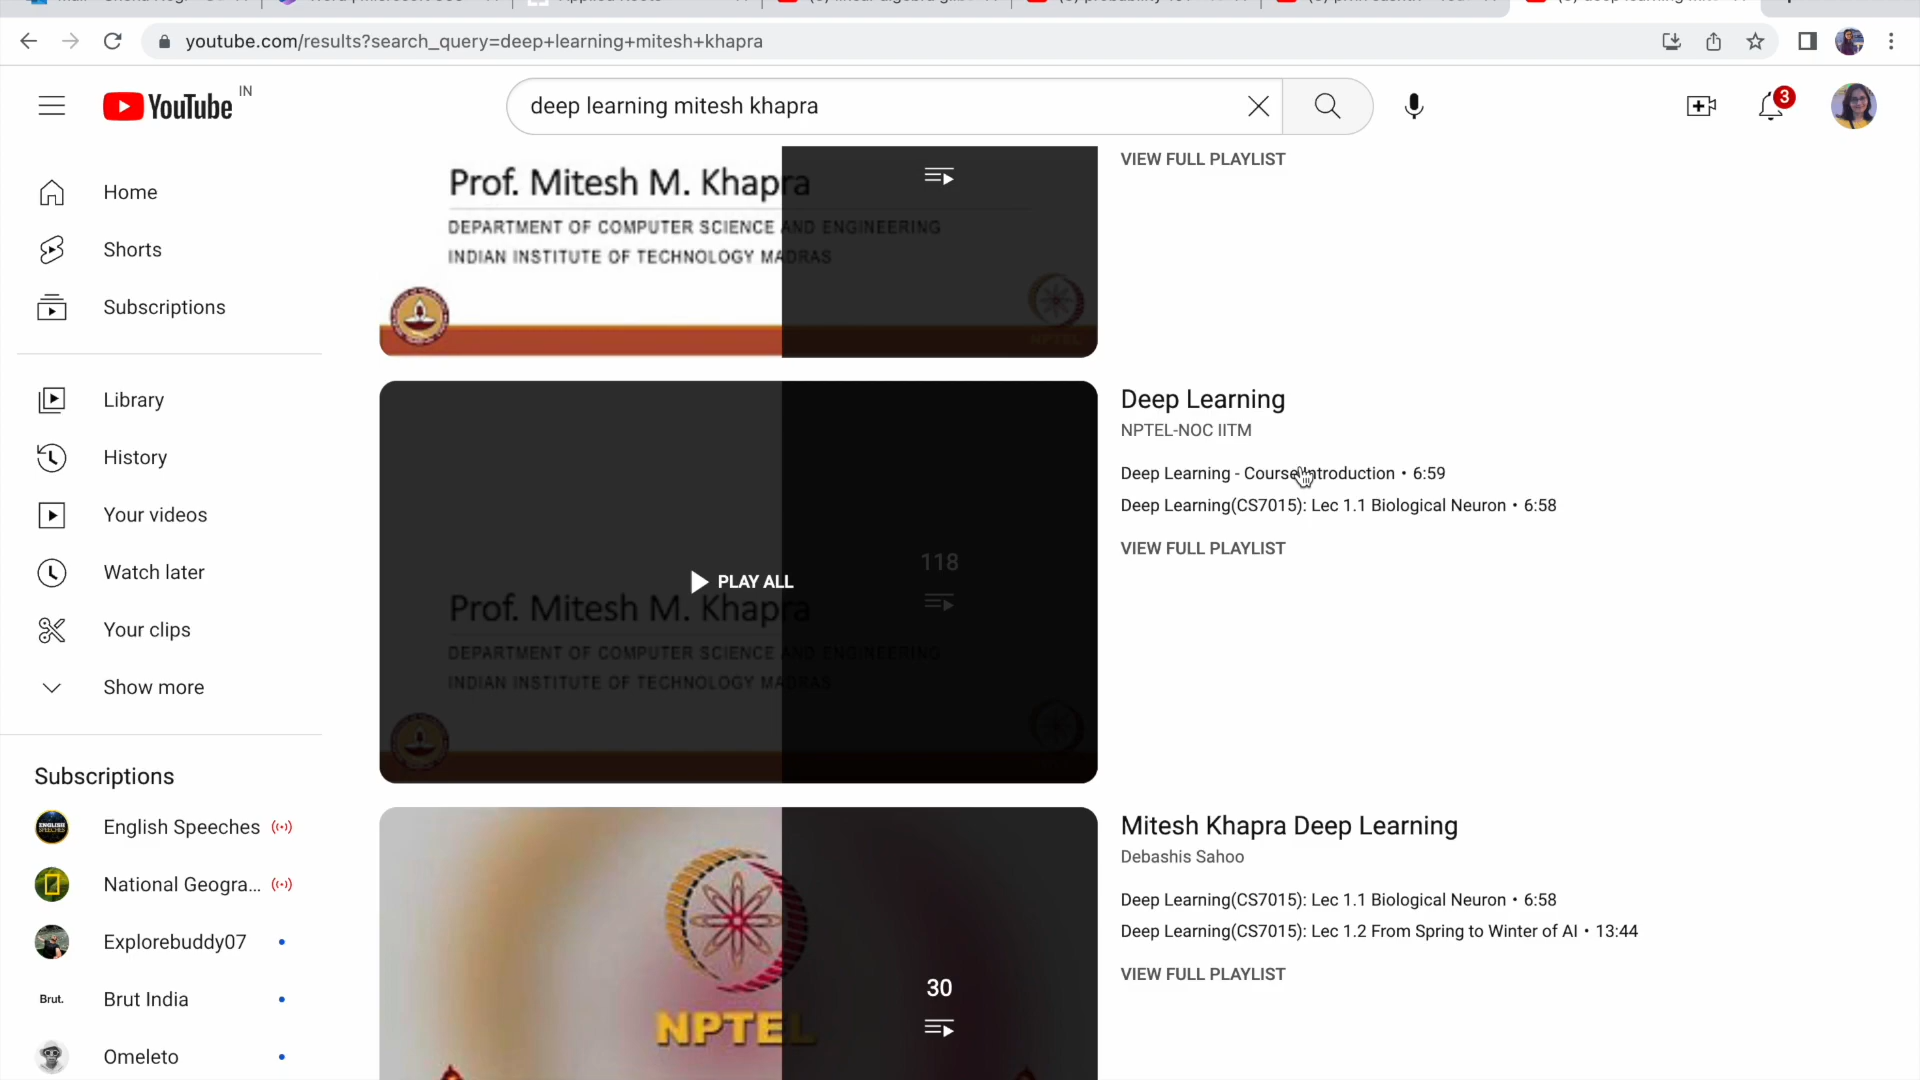 youtube.com/results?search_query=deep+learning+mitesh+khapra
YouTube IN
deep learning mitesh khapra
3
Home
Shorts
Subscriptions
Library
History
Your videos
Watch later
Your clips
Show more
Subscriptions
English Speeches
National Geogra...
Explorebuddy07
Brut.
Brut India
Omeleto
Prof. Mitesh M. Khapra
DEPARTMENT OF COMPUTER SCIENCE AND ENGINEERING
INDIAN INSTITUTE OF TECHNOLOGY MADRAS
NPTEL
VIEW FULL PLAYLIST
118
PLAY ALL
Prof. Mitesh M. Khapra
DEPARTMENT OF COMPUTER SCIENCE AND ENGINEERING
INDIAN INSTITUTE OF TECHNOLOGY MADRAS
Deep Learning
NPTEL-NOC IITM
Deep Learning - Course Introduction • 6:59
Deep Learning(CS7015): Lec 1.1 Biological Neuron • 6:58
VIEW FULL PLAYLIST
NPTEL
30
Mitesh Khapra Deep Learning
Debashis Sahoo
Deep Learning(CS7015): Lec 1.1 Biological Neuron • 6:58
Deep Learning(CS7015): Lec 1.2 From Spring to Winter of AI • 13:44
VIEW FULL PLAYLIST